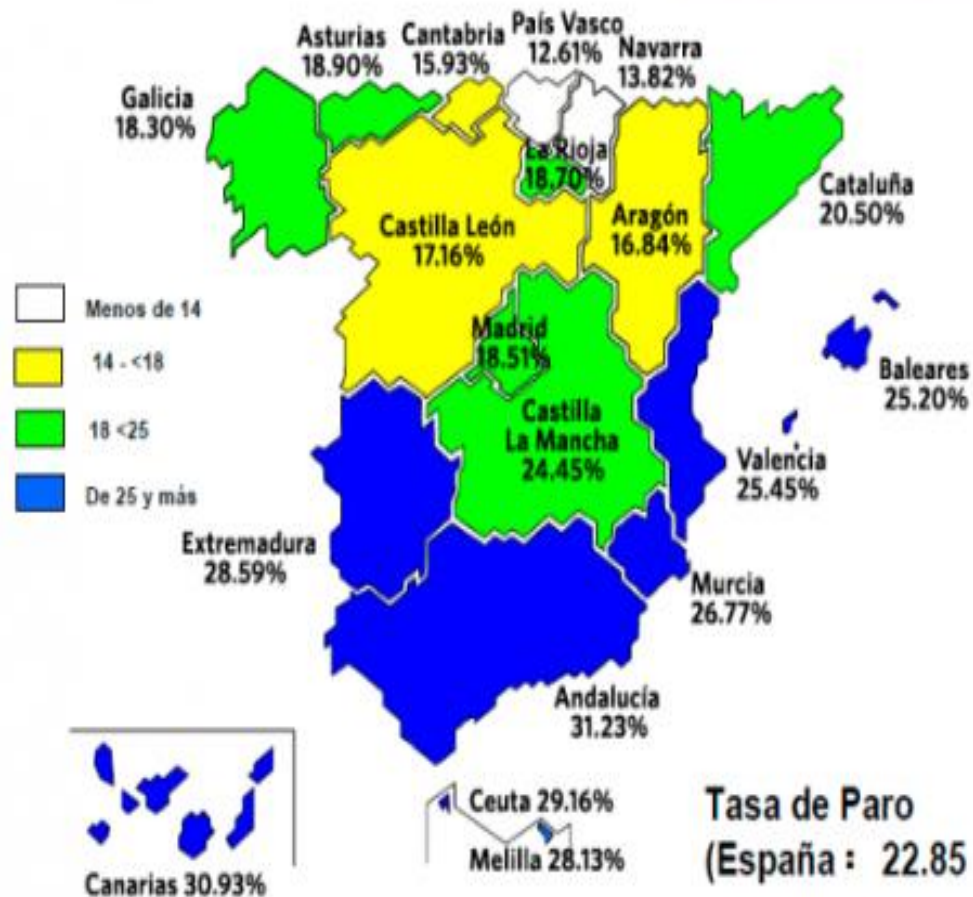 Asturias
18.90%
Cantabria
15.93%
País Vasco
12.61%
Navarra
13.82%
Galicia
18.30%
La Rioja
18.70%
Cataluña
20.50%
Castilla León
17.16%
Aragón
16.84%
Menos de 14
14 - <18
18 <25
De 25 y más
Madrid
18.51%
Baleares
25.20%
Castilla
La Mancha
24.45%
Valencia
25.45%
Extremadura
28.59%
Murcia
26.77%
Andalucía
31.23%
Ceuta 29.16%
Melilla 28.13%
Canarias 30.93%
Tasa de Paro
(España : 22.85